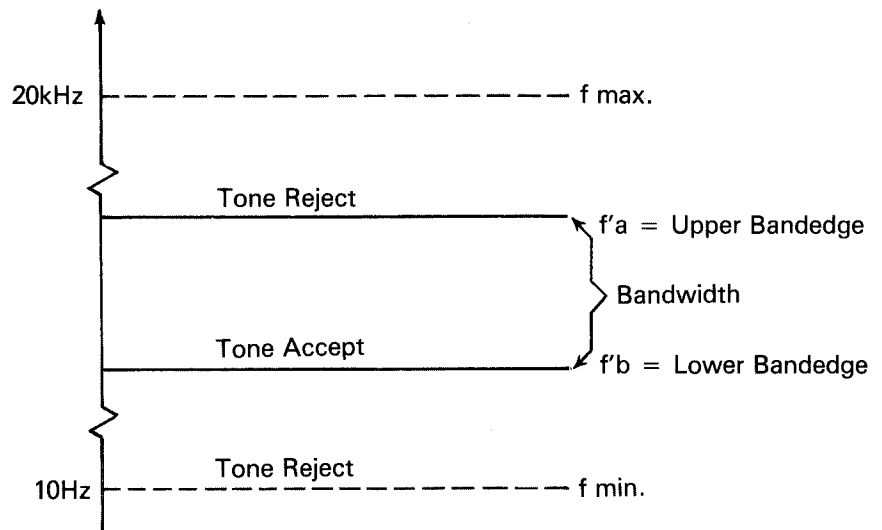 20kHz
f max.
Tone Reject
f'a = Upper Bandedge
Bandwidth
Tone Accept
f'b = Lower Bandedge
Tone Reject
10Hz
f min.